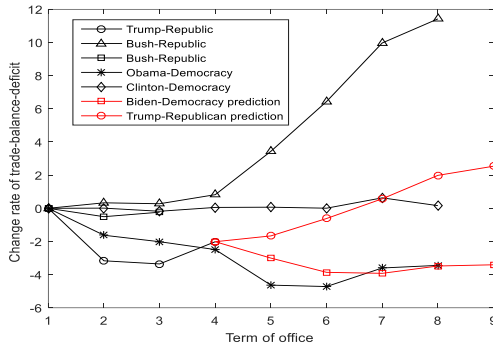 12
10
8
6
4
2
0
-2
-4
-6
Change rate of trade-balance-deficit
Trump-Republic
Bush-Republic
Bush-Republic
Obama-Democracy
Clinton-Democracy
Biden-Democracy prediction
Trump-Republican prediction
1 2 3 4 5 6 7 8 9
Term of office